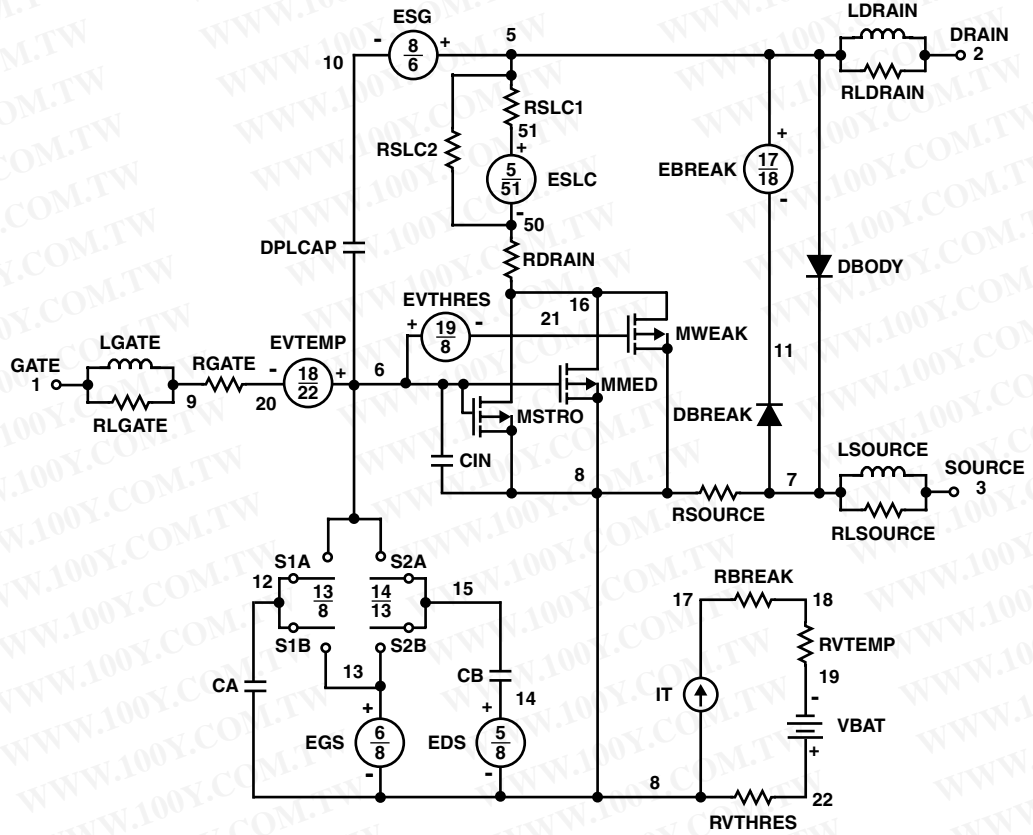 ESG
LDRAIN
- 8/6 +
5
DRAIN
10
2
RLDRAIN
RSLC1
51
+
RSLC2
5/51
ESLC
-
50
+
EBREAK
17/18
-
DPLCAP
RDRAIN
DBODY
EVTHRES
16
+ 19/8 -
21
MWEAK
LGATE
RGATE
EVTEMP
11
GATE
1
- 18/22 +
6
MMED
9
20
RLGATE
MSTRO
DBREAK
CIN
8
7
LSOURCE
SOURCE
3
RSOURCE
RLSOURCE
S1A
S2A
12
13/8
14/13
15
S1B
S2B
RBREAK
17
18
RVTEMP
13
CA
CB
14
19
-
IT
VBAT
+
+
+
EGS
6/8
EDS
5/8
-
-
8
22
RVTHRES
WWW.100Y.COM.TW